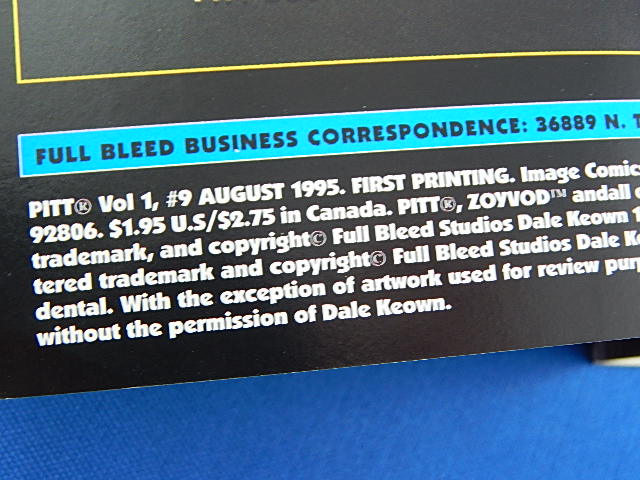 FULL BLEED BUSINESS CORRESPONDENCE: 36889 N. T
PITT® Vol 1, #9 AUGUST 1995. FIRST PRINTING. Image Comic
92806. $1.95 U.S/$2.75 in Canada. PITT®, ZOYVOD™ andall
trademark, and copyright© Full Bleed Studios Dale Keown
tered trademark and copyright© Full Bleed Studios Dale
dental. With the exception of artwork used for review
without the permission of Dale Keown.